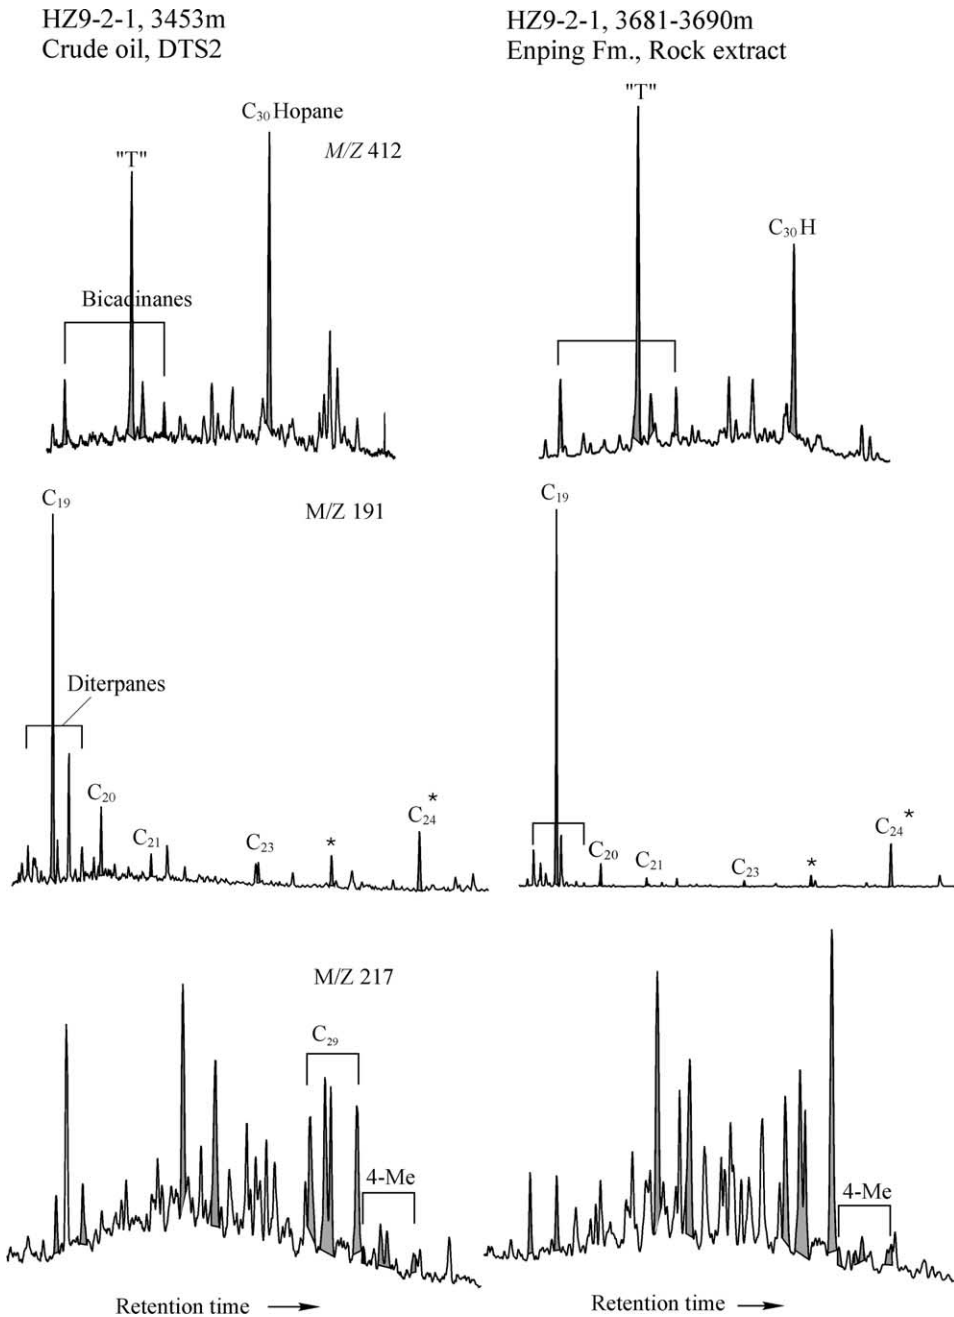 HZ9-2-1, 3453m
Crude oil, DTS2
HZ9-2-1, 3681-3690m
Enping Fm., Rock extract
"T"
C₃₀ Hopane
M/Z 412
Bicadinanes
"T"
C₃₀ H
C₁₉
M/Z 191
Diterpanes
C₂₀
C₂₁
C₂₃
*
C₂₄*
C₁₉
C₂₀
C₂₁
C₂₃
*
C₂₄*
M/Z 217
C₂₉
4-Me
4-Me
Retention time
Retention time